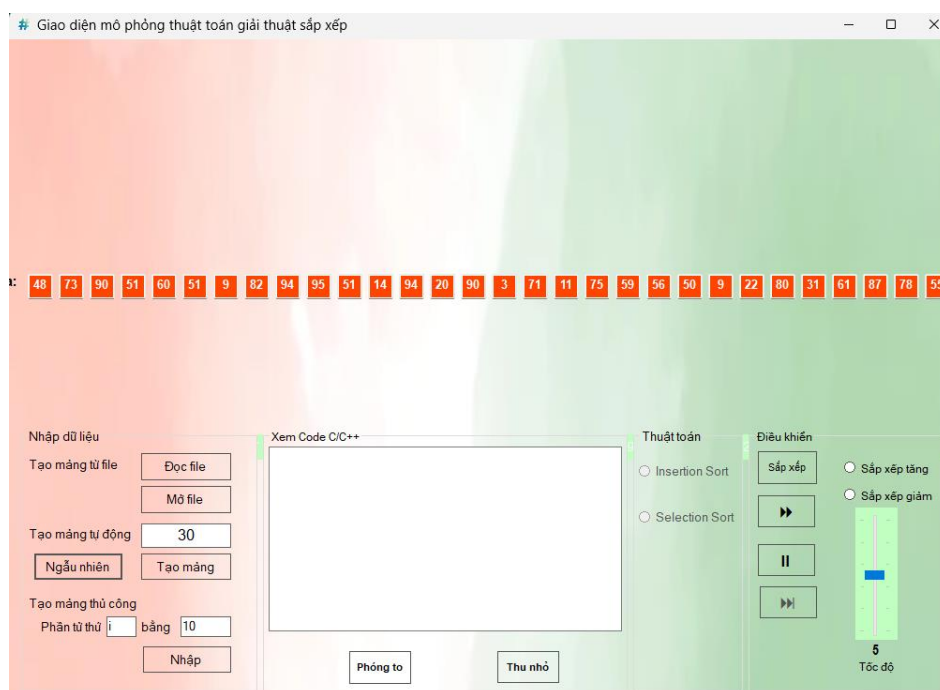 Giao diện mô phỏng thuật toán giải thuật sắp xếp
a: 48 73 90 51 60 51 9 82 94 95 51 14 94 20 90 3 71 11 75 59 56 50 9 22 80 31 61 87 78 55
Nhập dữ liệu
Tạo mảng từ file
Đọc file
Mở file
Tạo mảng tự động
30
Ngẫu nhiên
Tạo mảng
Tạo mảng thủ công
Phần tử thứ i bằng 10
Nhập
Xem Code C/C++
Phóng to
Thu nhỏ
Thuật toán
Insertion Sort
Selection Sort
Điều khiển
Sắp xếp
Sắp xếp tăng
Sắp xếp giảm
5
Tốc độ